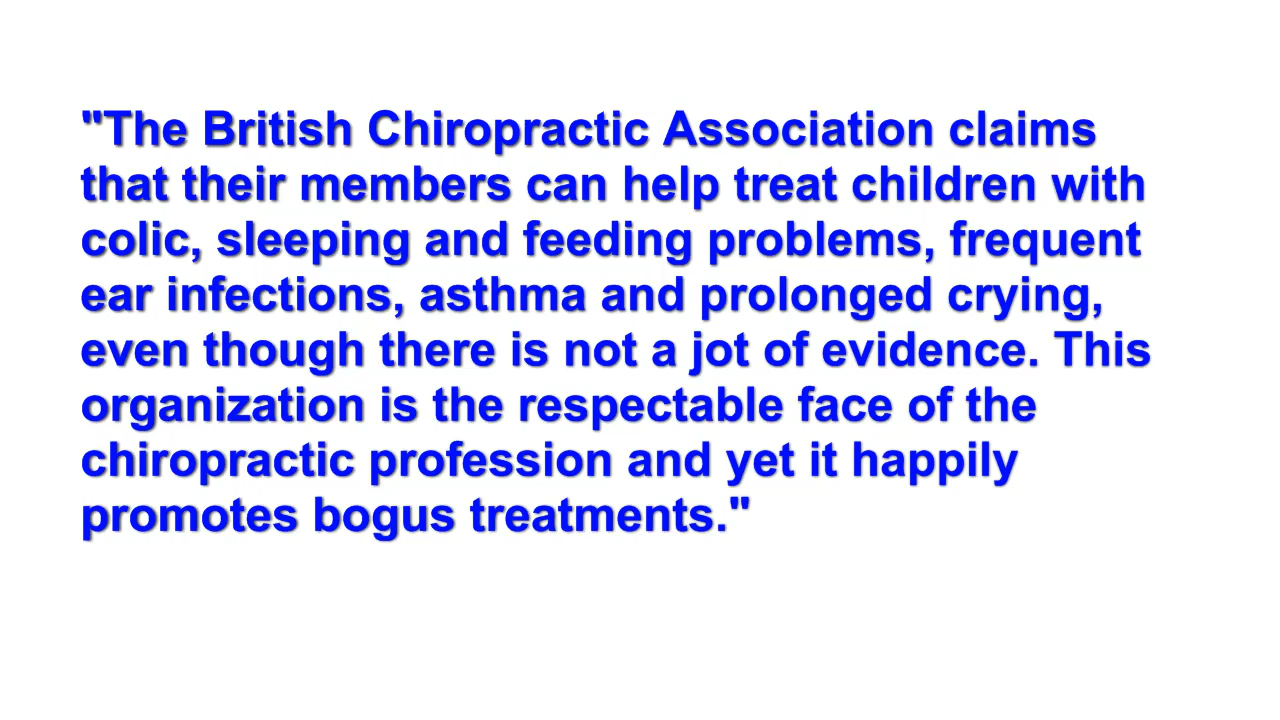 "The British Chiropractic Association claims
that their members can help treat children with
colic, sleeping and feeding problems, frequent
ear infections, asthma and prolonged crying,
even though there is not a jot of evidence. This
organization is the respectable face of the
chiropractic profession and yet it happily
promotes bogus treatments."